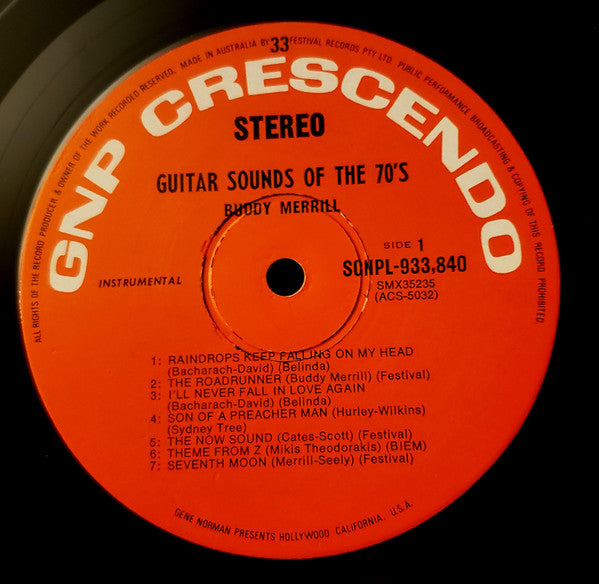 ALL RIGHTS OF THE RECORD PRODUCER & OWNER OF THE WORK RECORDED RESERVED. MADE IN AUSTRALIA BY 33 FESTIVAL RECORDS PTY LTD. PUBLIC PERFORMANCE BROADCASTING & COPYING OF THIS RECORD PROHIBITED.
GNP CRESCENDO
STEREO
GUITAR SOUNDS OF THE 70'S
BUDDY MERRILL
SIDE 1
INSTRUMENTAL
SQNPL-933,840
SMX35235
(ACS-5032)
1: RAINDROPS KEEP FALLING ON MY HEAD
(Bacharach-David) (Belinda)
2: THE ROADRUNNER (Buddy Merrill) (Festival)
3: I'LL NEVER FALL IN LOVE AGAIN
(Bacharach-David) (Belinda)
4: SON OF A PREACHER MAN (Hurley-Wilkins)
(Sydney Tree)
5: THE NOW SOUND (Cates-Scott) (Festival)
6: THEME FROM Z (Mikis Theodorakis) (BIEM)
7: SEVENTH MOON (Merrill-Seely) (Festival)
GENE NORMAN PRESENTS HOLLYWOOD CALIFORNIA. U.S.A.